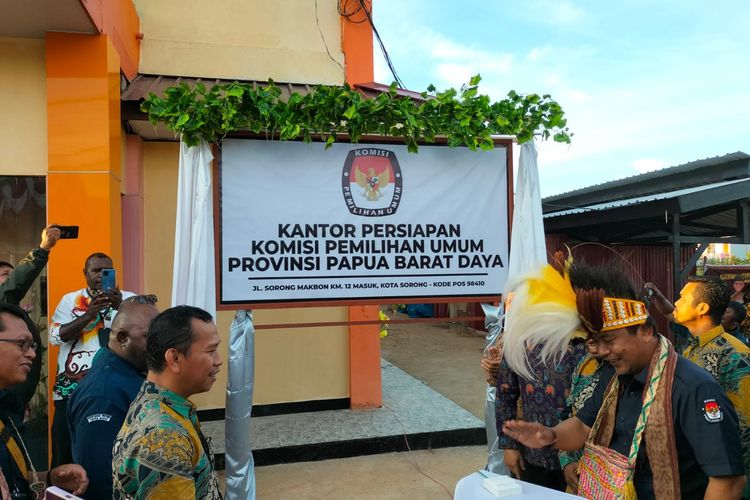 KOMISI
PEMILIHAN UMUM
KANTOR PERSIAPAN
KOMISI PEMILIHAN UMUM
PROVINSI PAPUA BARAT DAYA
JL. SORONG MAKBON KM. 12 MASUK, KOTA SORONG - KODE POS 98410